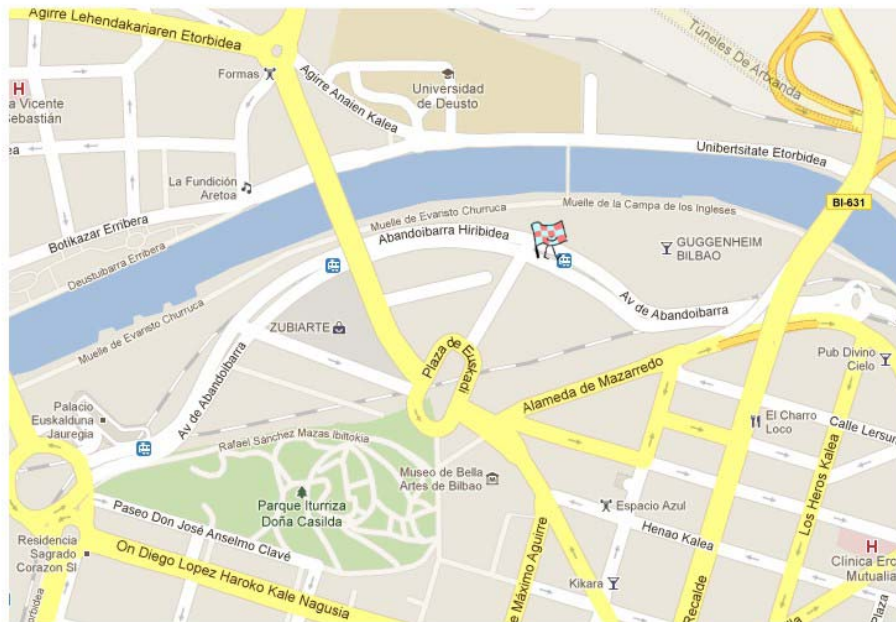 Agirre Lehendakariaren Etorbidea
Formas
Agirre Anaien Kalea
Universidad
de Deusto
Túneles De Artxanda
H
Vicente
Sebastián
Unibertsitate Etorbidea
La Fundición
Aretoa
BI-631
Botikazar Erribera
Deustuibarra Erribera
Muelle de Evaristo Churruca
Muelle de la Campa de los Ingleses
Abandoibarra Hiribidea
GUGGENHEIM
BILBAO
Muelle de Evaristo Churruca
ZUBIARTE
Av de Abandoibarra
Plaza de Euskadi
Av de Abandoibarra
Pub Divino
Cielo
Alameda de Mazarredo
Palacio
Euskalduna
Jauregia
El Charro
Loco
Calle Lersun
Rafael Sánchez Mazas Ibiltokia
Museo de Bella
Artes de Bilbao
Parque Iturriza
Doña Casilda
Espacio Azul
Los Heros Kalea
Paseo Don José Anselmo Clavé
Henao Kalea
Residencia
Sagrado
Corazon Sl
On Diego Lopez Haroko Kale Nagusia
H
Clínica Erc
Mutualia
Kikara
e Máximo Aguirre
Recalde
Plaza